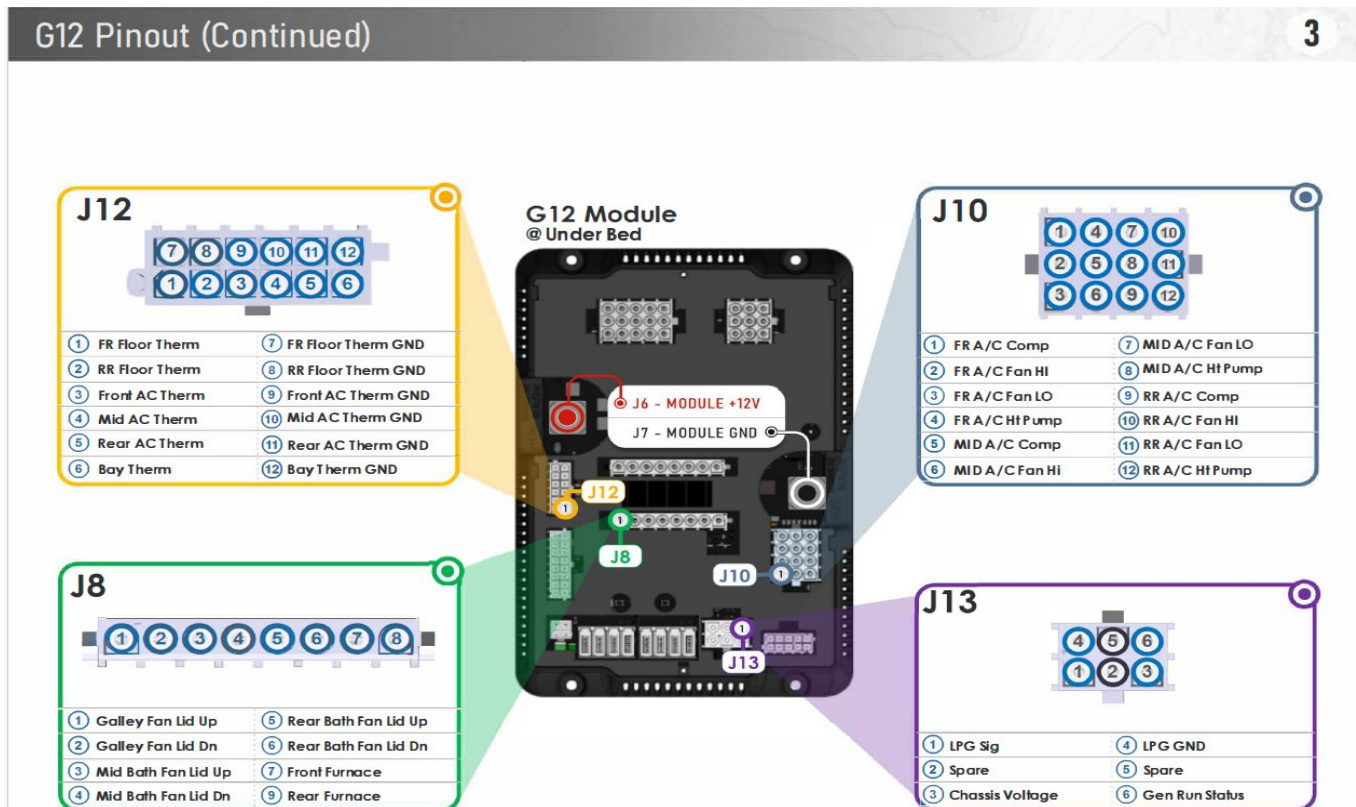 G12 Pinout (Continued)
3
J12
7 8 9 10 11 12
1 2 3 4 5 6
1 FR Floor Therm 7 FR Floor Therm GND
2 RR Floor Therm 8 RR Floor Therm GND
3 Front AC Therm 9 Front AC Therm GND
4 Mid AC Therm 10 Mid AC Therm GND
5 Rear AC Therm 11 Rear AC Therm GND
6 Bay Therm 12 Bay Therm GND
G12 Module
@ Under Bed
J6 - MODULE +12V
J7 - MODULE GND
J12
1
1
J8
J10 1
1
J13
J10
1 4 7 10
2 5 8 11
3 6 9 12
1 FR A/C Comp 7 MID A/C Fan LO
2 FR A/C Fan HI 8 MID A/C Ht Pump
3 FR A/C Fan LO 9 RR A/C Comp
4 FR A/C Ht Pump 10 RR A/C Fan HI
5 MID A/C Comp 11 RR A/C Fan LO
6 MID A/C Fan Hi 12 RR A/C Ht Pump
J8
1 2 3 4 5 6 7 8
1 Galley Fan Lid Up 5 Rear Bath Fan Lid Up
2 Galley Fan Lid Dn 6 Rear Bath Fan Lid Dn
3 Mid Bath Fan Lid Up 7 Front Furnace
4 Mid Bath Fan Lid Dn 9 Rear Furnace
J13
4 5 6
1 2 3
1 LPG Sig 4 LPG GND
2 Spare 5 Spare
3 Chassis Voltage 6 Gen Run Status